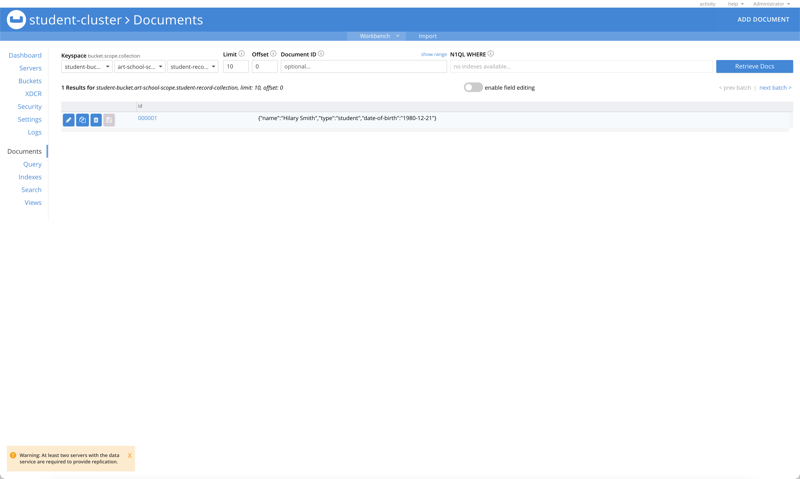 activity help Administrator
student-cluster > Documents
ADD DOCUMENT
Workbench Import
Dashboard
Servers
Buckets
XDCR
Security
Settings
Logs
Documents
Query
Indexes
Search
Views
Keyspace bucket.scope.collection
student-buc...
art-school-sc...
student-reco...
Limit
10
Offset
0
Document ID
show range
optional...
N1QL WHERE
no indexes available...
Retrieve Docs
1 Results for student-bucket.art-school-scope.student-record-collection, limit: 10, offset: 0
enable field editing
< prev batch | next batch >
id
000001 {"name":"Hilary Smith","type":"student","date-of-birth":"1980-12-21"}
Warning: At least two servers with the data X
service are required to provide replication.